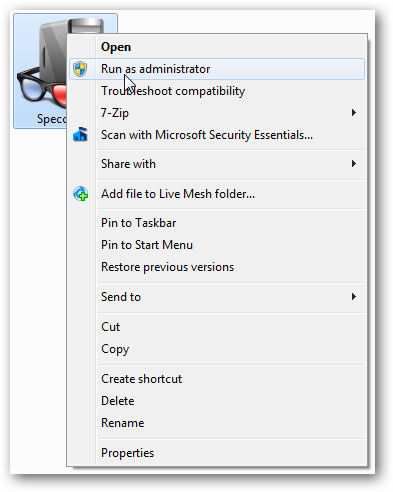 Open
Run as administrator
Troubleshoot compatibility
7-Zip
Scan with Microsoft Security Essentials...
Share with
Add file to Live Mesh folder...
Pin to Taskbar
Pin to Start Menu
Restore previous versions
Send to
Cut
Copy
Create shortcut
Delete
Rename
Properties